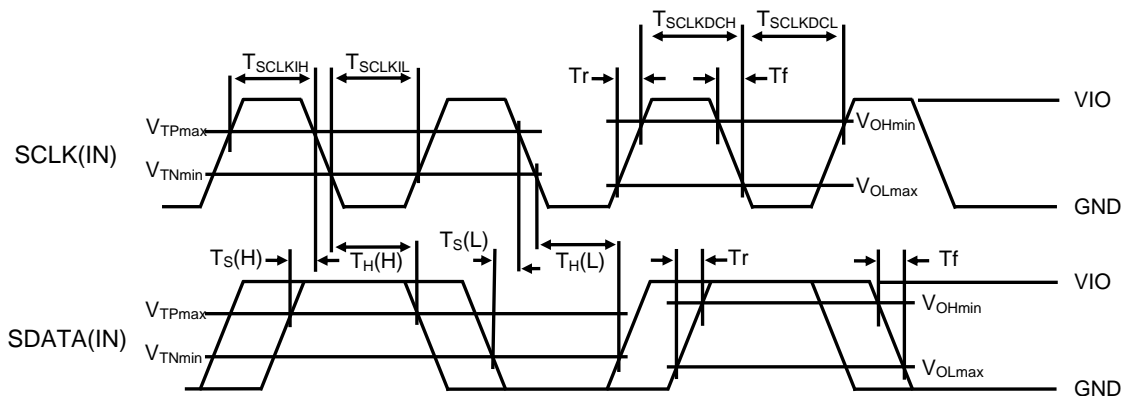 TSCLKDCH TSCLKDCL
TSCLKIH TSCLKIL
Tr Tf
VIO
VTPmax VOHmin
SCLK(IN)
VTNmin VOLmax
GND
TS(H) TH(H) TS(L) TH(L) Tr Tf
VIO
VTPmax VOHmin
SDATA(IN)
VTNmin VOLmax
GND